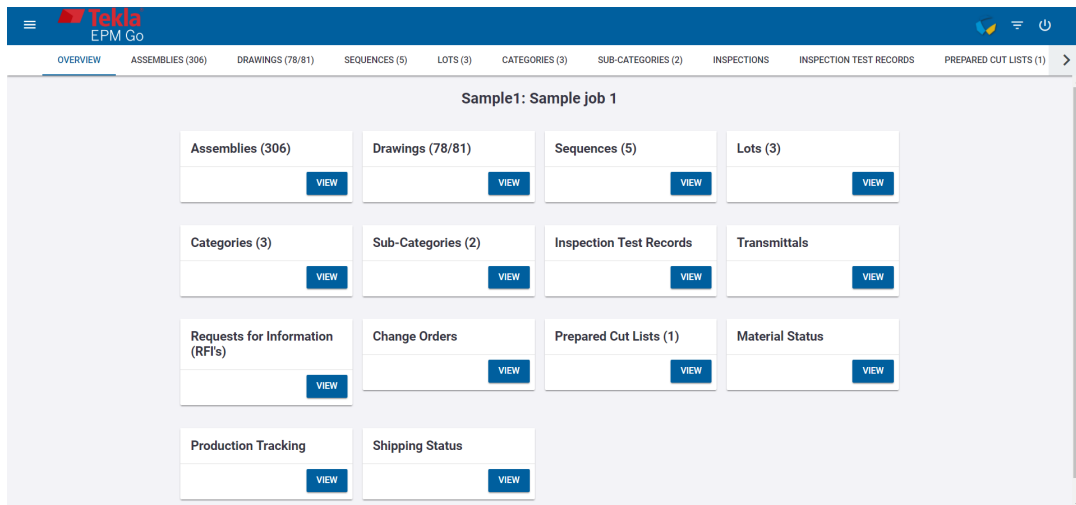 Tekla
EPM Go
OVERVIEW ASSEMBLIES (306) DRAWINGS (78/81) SEQUENCES (5) LOTS (3) CATEGORIES (3) SUB-CATEGORIES (2) INSPECTIONS INSPECTION TEST RECORDS PREPARED CUT LISTS (1)
Sample1: Sample job 1
Assemblies (306)
VIEW
Drawings (78/81)
VIEW
Sequences (5)
VIEW
Lots (3)
VIEW
Categories (3)
VIEW
Sub-Categories (2)
VIEW
Inspection Test Records
VIEW
Transmittals
VIEW
Requests for Information
(RFI's)
VIEW
Change Orders
VIEW
Prepared Cut Lists (1)
VIEW
Material Status
VIEW
Production Tracking
VIEW
Shipping Status
VIEW